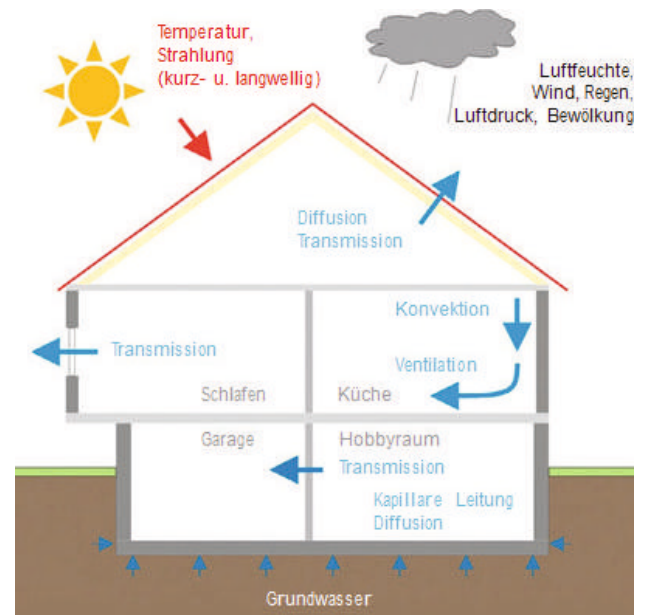 Temperatur,
Strahlung
(kurz- u. langwellig)
Luftfeuchte,
Wind, Regen,
Luftdruck, Bewölkung
Diffusion
Transmission
Konvektion
Transmission
Ventilation
Schlafen
Küche
Garage
Hobbyraum
Transmission
Kapillare Leitung
Diffusion
Grundwasser